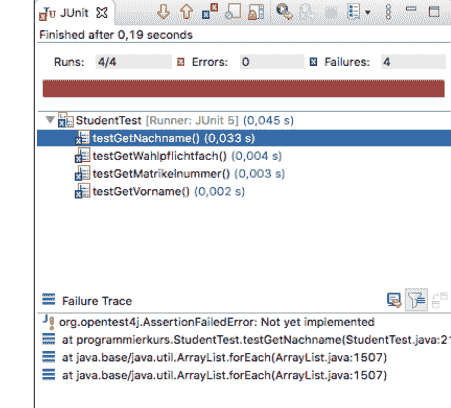 JUnit
Finished after 0,19 seconds
Runs: 4/4 Errors: 0 Failures: 4
StudentTest [Runner: JUnit 5] (0,045 s)
testGetNachname() (0,033 s)
testGetWahlpflichtfach() (0,004 s)
testGetMatrikelnummer() (0,003 s)
testGetVorname() (0,002 s)
Failure Trace
org.opentest4j.AssertionFailedError: Not yet implemented
at programmierkurs.StudentTest.testGetNachname(StudentTest.java:2
at java.base/java.util.ArrayList.forEach(ArrayList.java:1507)
at java.base/java.util.ArrayList.forEach(ArrayList.java:1507)